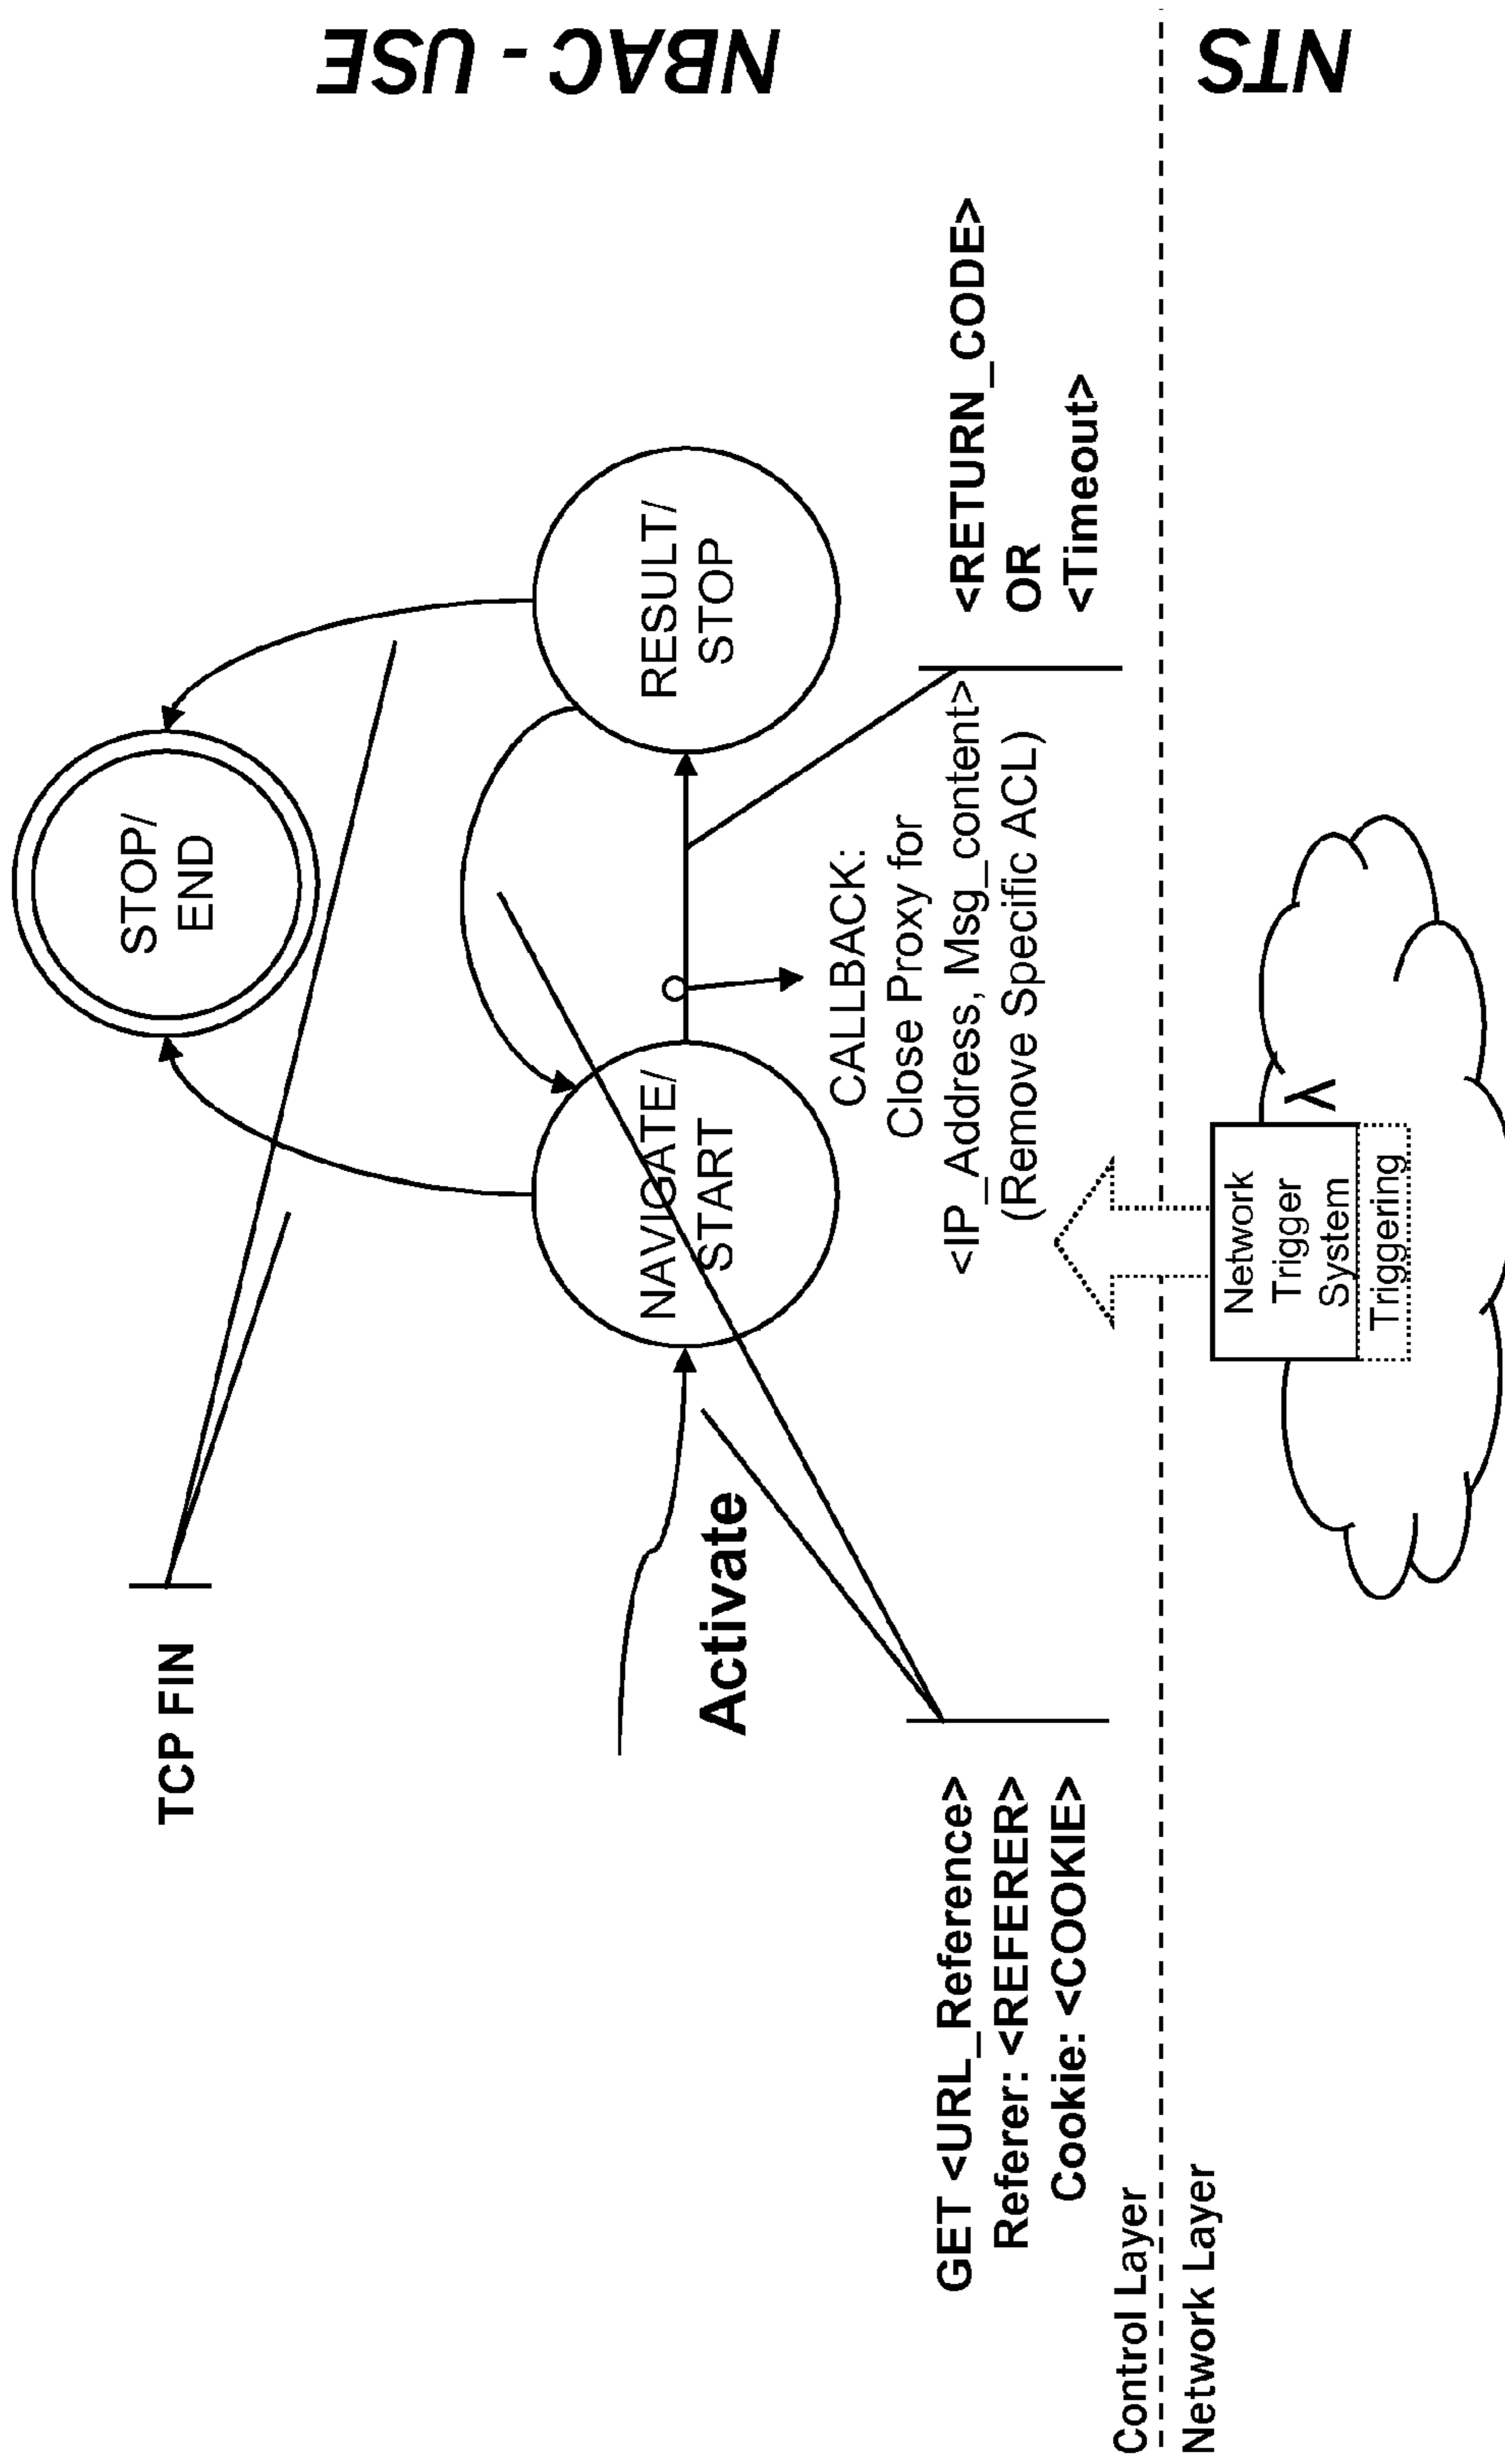 NBAC - USE
TCP FIN
STOP/
END
Activate
NAVIGATE/
START
RESULT/
STOP
GET <URL_Reference>
Referer: <REFERER>
Cookie: <COOKIE>
CALLBACK:
Close Proxy for
<IP_Address, Msg_content>
(Remove Specific ACL)
<RETURN_CODE>
OR
<Timeout>
Control Layer
Network Layer
Network
Trigger
System
Triggering
NTS